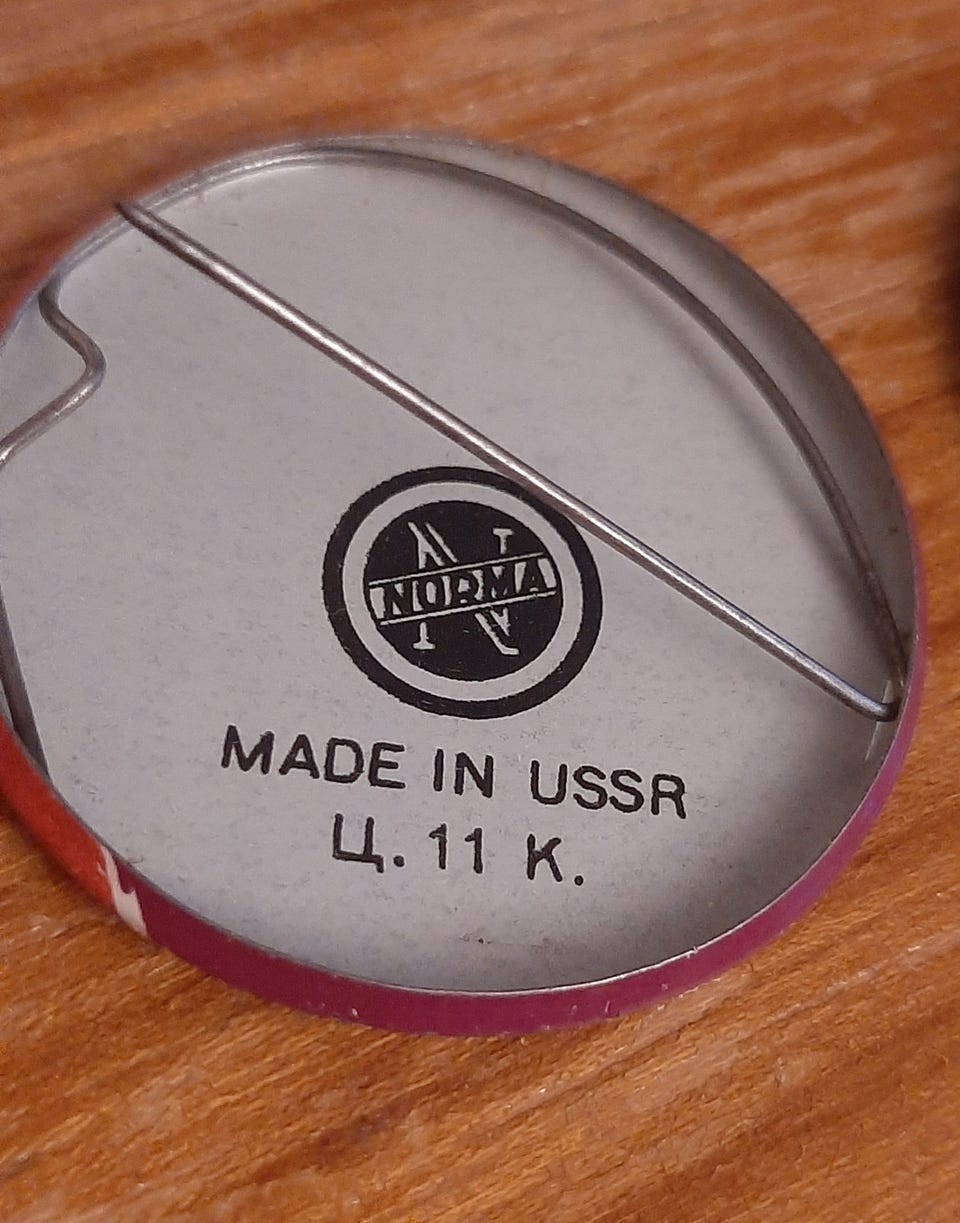 N
NORMA
MADE IN USSR
Ц. 11 К.